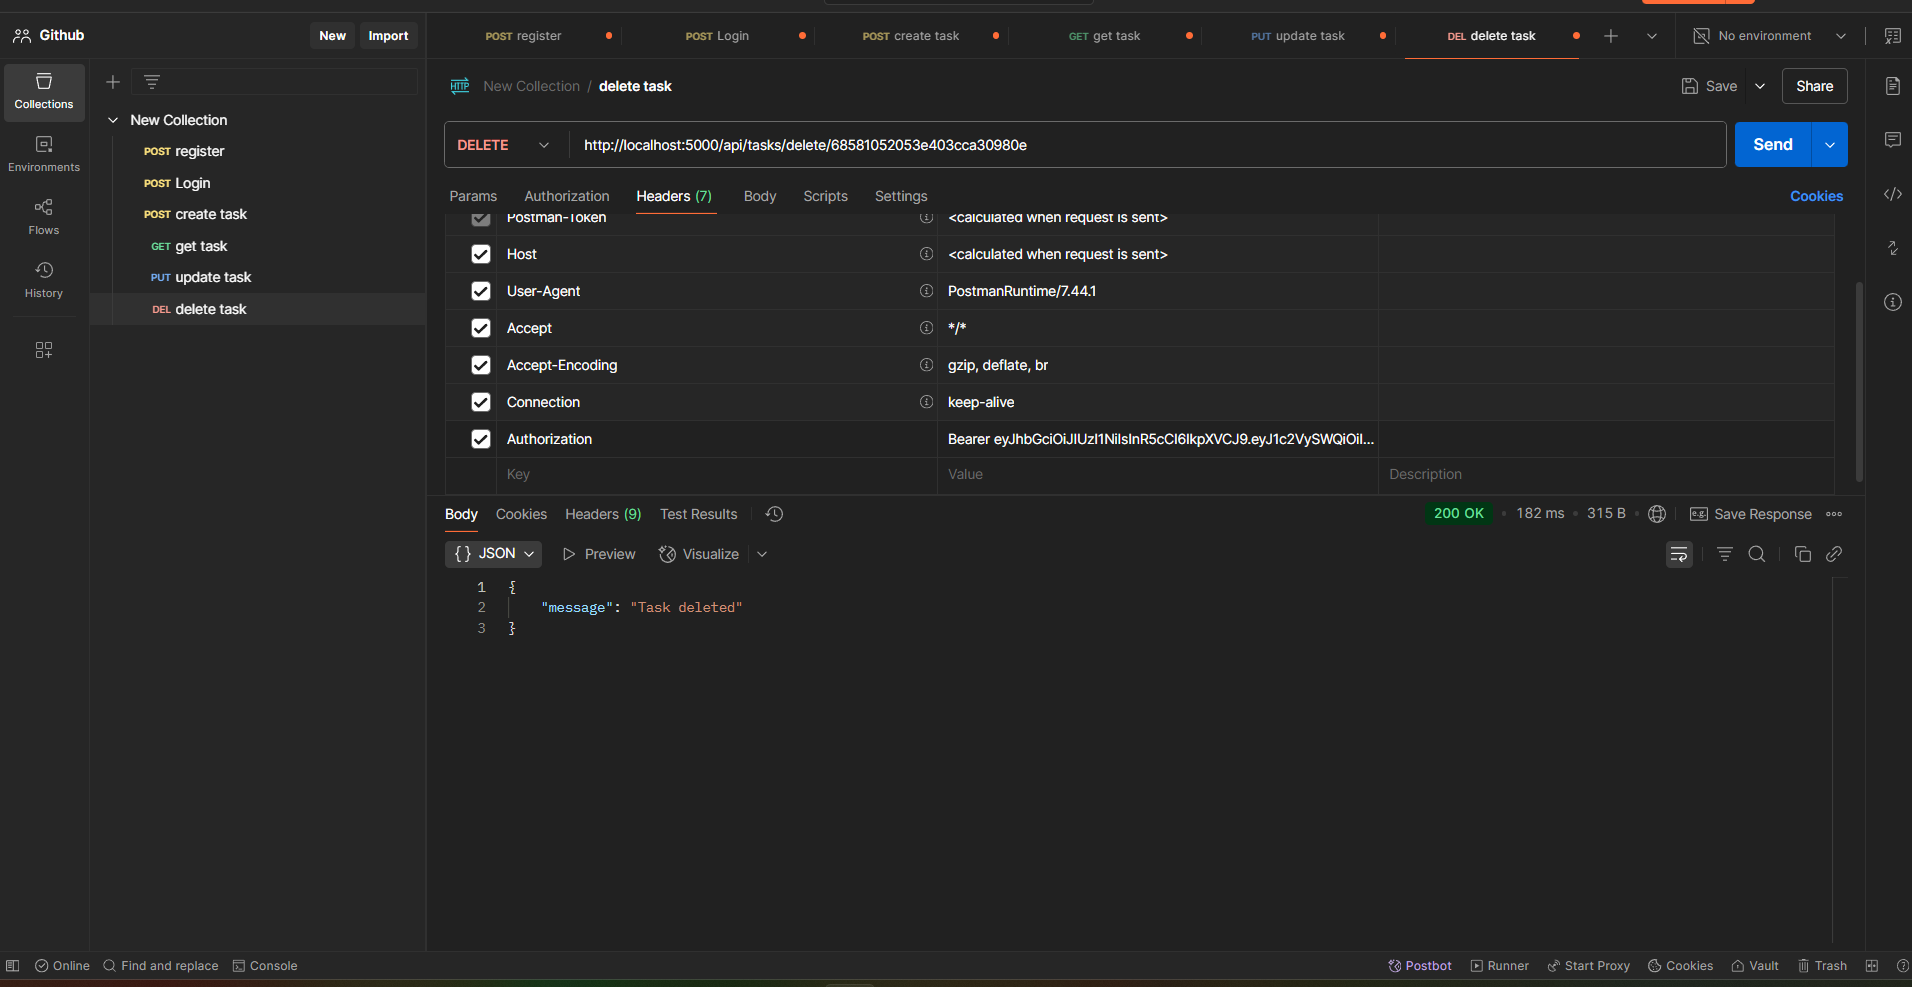 Github
New
Import
POST register
POST Login
POST create task
GET get task
PUT update task
DEL delete task
No environment
Collections
Environments
Flows
History
New Collection
POST register
POST Login
POST create task
GET get task
PUT update task
DEL delete task
HTTP New Collection / delete task
Save
Share
DELETE
http://localhost:5000/api/tasks/delete/68581052053e403cca30980e
Send
Params Authorization Headers (7) Body Scripts Settings
Cookies
Postman-Token <calculated when request is sent>
Host <calculated when request is sent>
User-Agent PostmanRuntime/7.44.1
Accept */*
Accept-Encoding gzip, deflate, br
Connection keep-alive
Authorization Bearer eyJhbGciOiJIUzI1NiIsInR5cCI6IkpXVCJ9.eyJ1c2VySWQiOiI...
Key Value Description
Body Cookies Headers (9) Test Results
200 OK • 182 ms • 315 B
e.g. Save Response
{} JSON Preview Visualize
1 {
2 "message": "Task deleted"
3 }
Online Find and replace Console
Postbot Runner Start Proxy Cookies Vault Trash